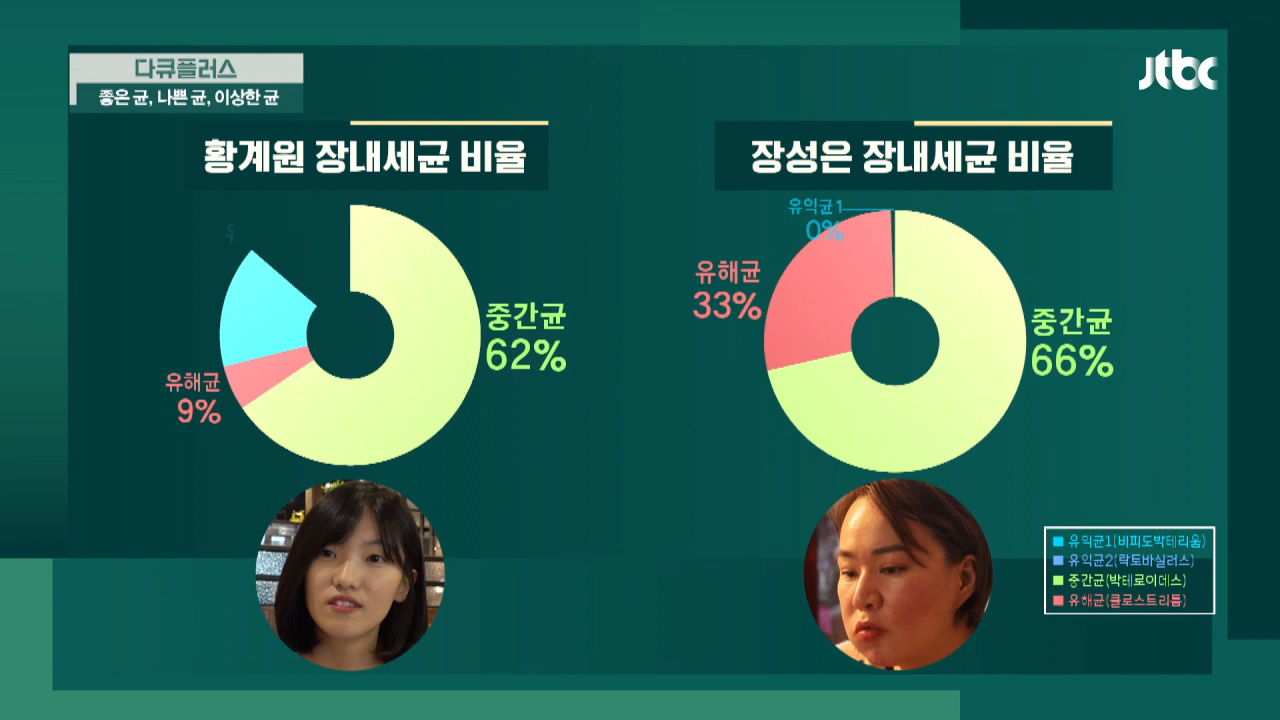 다큐플러스
좋은 균, 나쁜 균, 이상한 균
jtbc
황계원 장내세균 비율
중간균
62%
유해균
9%
장성은 장내세균 비율
유익균1
0%
유해균
33%
중간균
66%
유익균1(비피도박테리움)
유익균2(락토바실러스)
중간균(박테로이데스)
유해균(클로스트리듐)